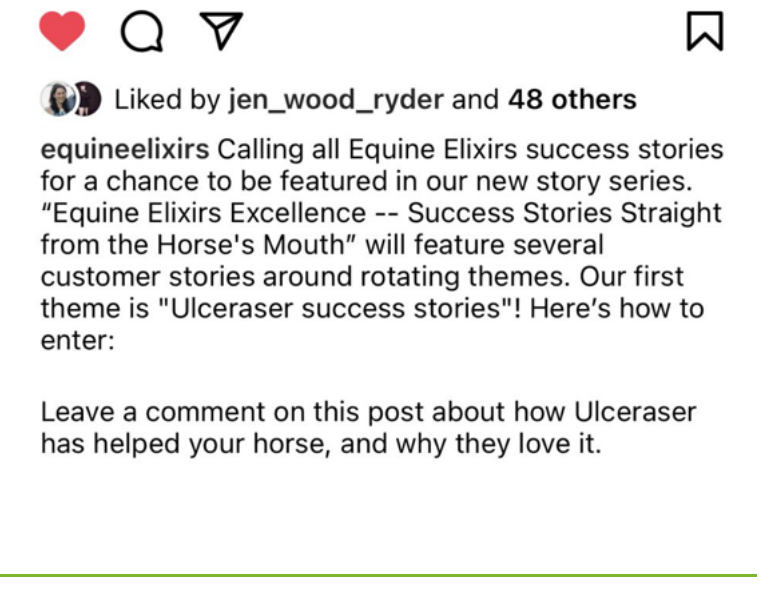 Liked by jen_wood_ryder and 48 others
equineelixirs Calling all Equine Elixirs success stories
for a chance to be featured in our new story series.
“Equine Elixirs Excellence -- Success Stories Straight
from the Horse's Mouth” will feature several
customer stories around rotating themes. Our first
theme is "Ulceraser success stories"! Here’s how to
enter:
Leave a comment on this post about how Ulceraser
has helped your horse, and why they love it.